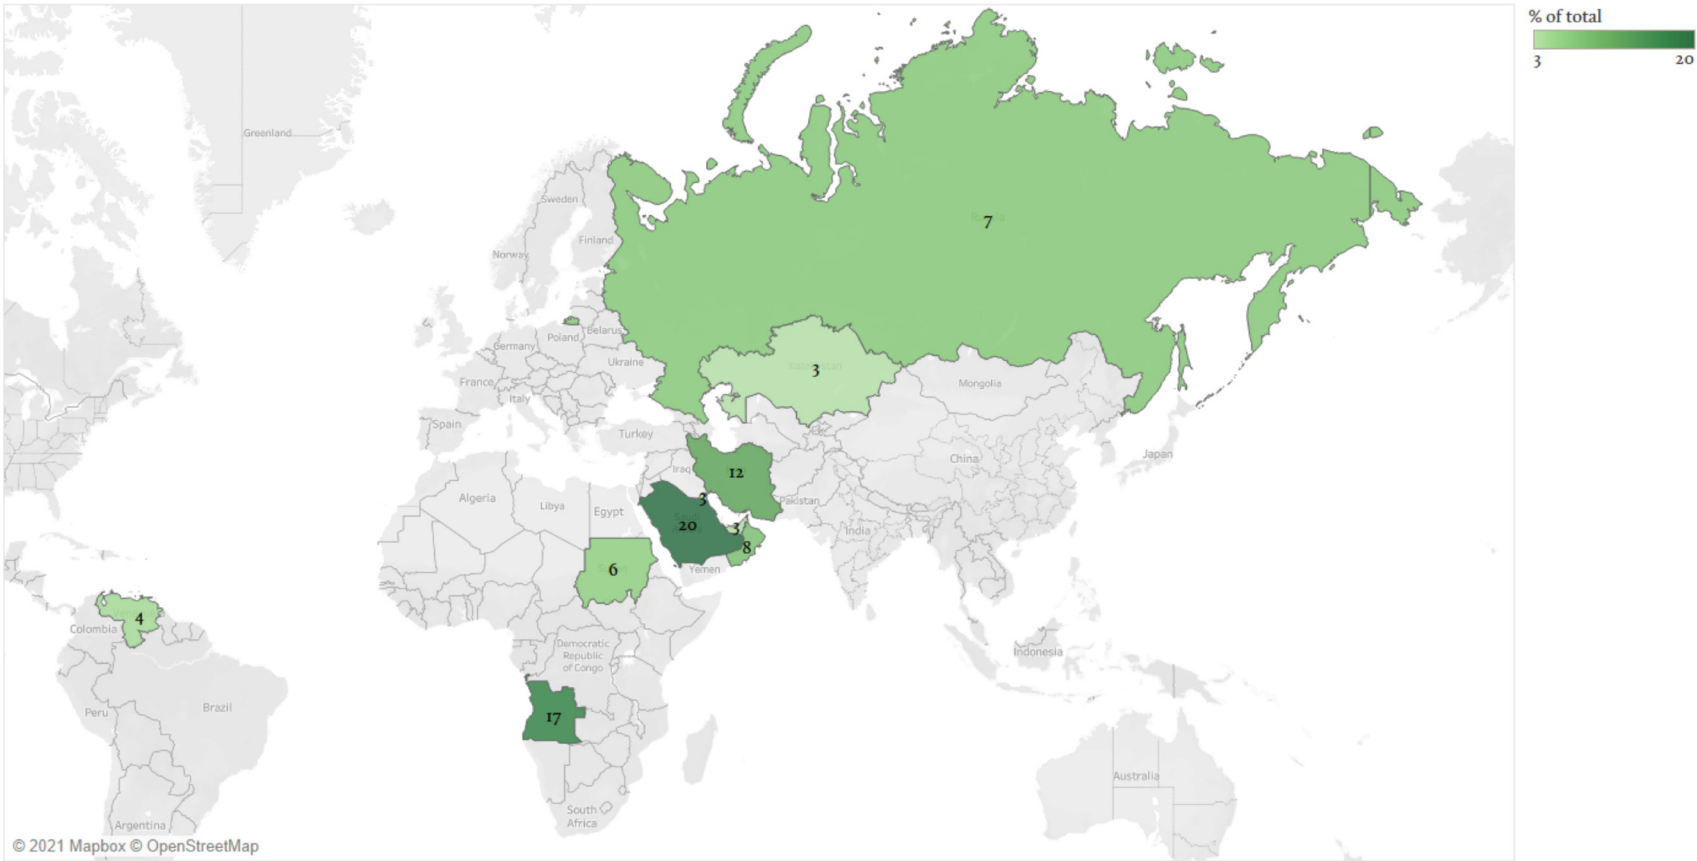 % of total
3 20
Greenland
Sweden
Finland
Norway
7
Poland
Belarus
Germany
Ukraine
France
3
Mongolia
Italy
Spain
Turkey
Japan
China
Iraq
12
Algeria
Libya
Egypt
3
Pakistan
20
3
India
8
6
Yemen
4
Colombia
Democratic
Republic
of Congo
Indonesia
Peru
Brazil
17
Australia
South
Africa
Argentina
© 2021 Mapbox © OpenStreetMap